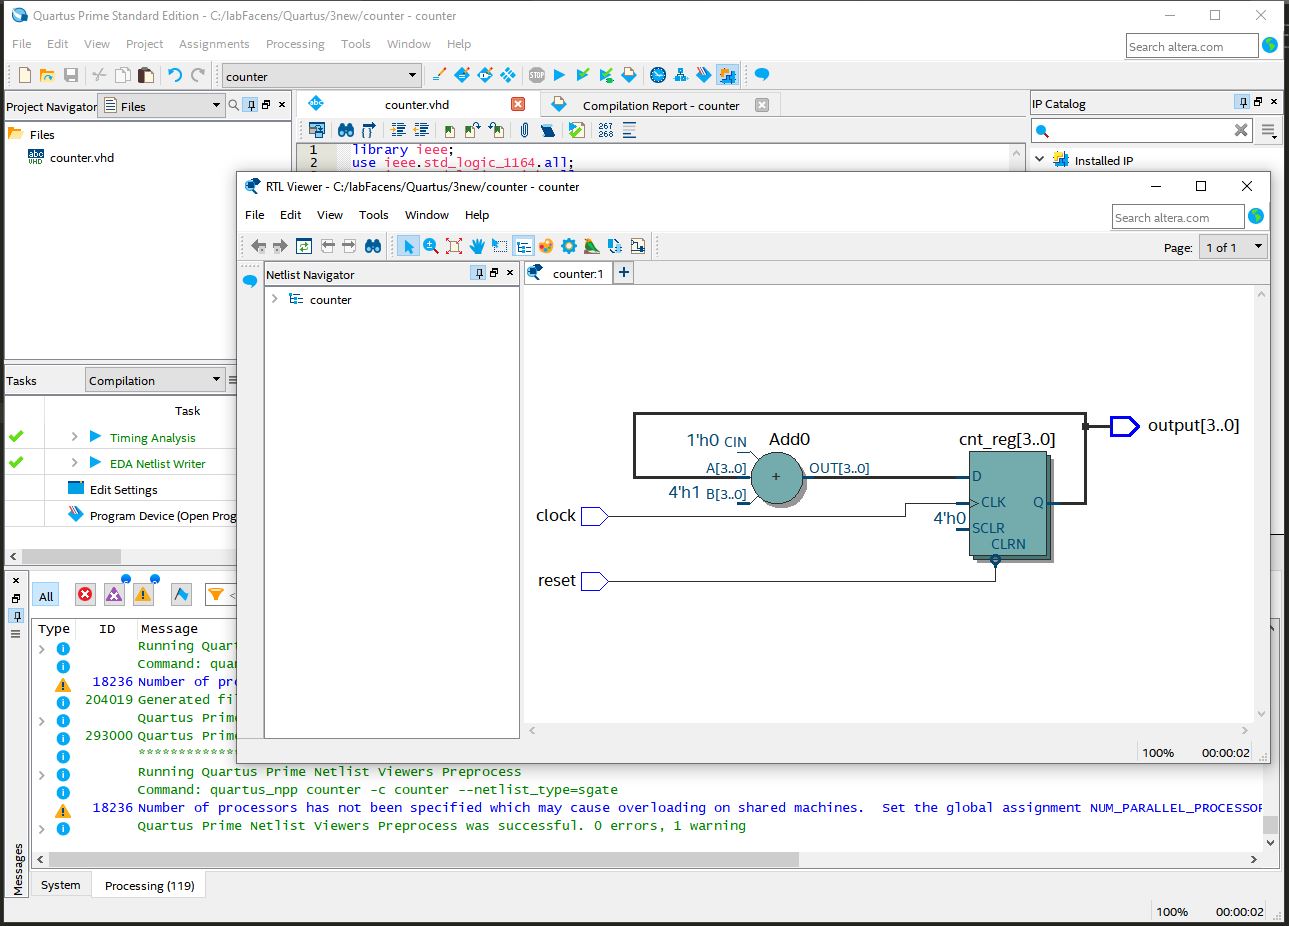 Quartus Prime Standard Edition - C:/labFacens/Quartus/3new/counter - counter
File Edit View Project Assignments Processing Tools Window Help
Search altera.com
counter
Project Navigator Files
counter.vhd
Compilation Report - counter
IP Catalog
Files
counter.vhd
267
268
Installed IP
1 library ieee;
2 use ieee.std_logic_1164.all;
RTL Viewer - C:/labFacens/Quartus/3new/counter - counter
File Edit View Tools Window Help
Search altera.com
Page: 1 of 1
Netlist Navigator
counter:1
counter
1'h0 CIN
Add0
A[3..0]
OUT[3..0]
4'h1 B[3..0]
+
cnt_reg[3..0]
output[3..0]
D
CLK
Q
4'h0
SCLR
CLRN
clock
reset
100% 00:00:02
Tasks Compilation
Task
Timing Analysis
EDA Netlist Writer
Edit Settings
Program Device (Open Prog
All
<
Type ID Message
Running Quar
Command: qua
18236 Number of pr
204019 Generated fi
Quartus Prim
293000 Quartus Prim
*************
Running Quartus Prime Netlist Viewers Preprocess
Command: quartus_npp counter -c counter --netlist_type=sgate
18236 Number of processors has not been specified which may cause overloading on shared machines. Set the global assignment NUM_PARALLEL_PROCESSOR
Quartus Prime Netlist Viewers Preprocess was successful. 0 errors, 1 warning
Messages
System Processing (119)
100% 00:00:02